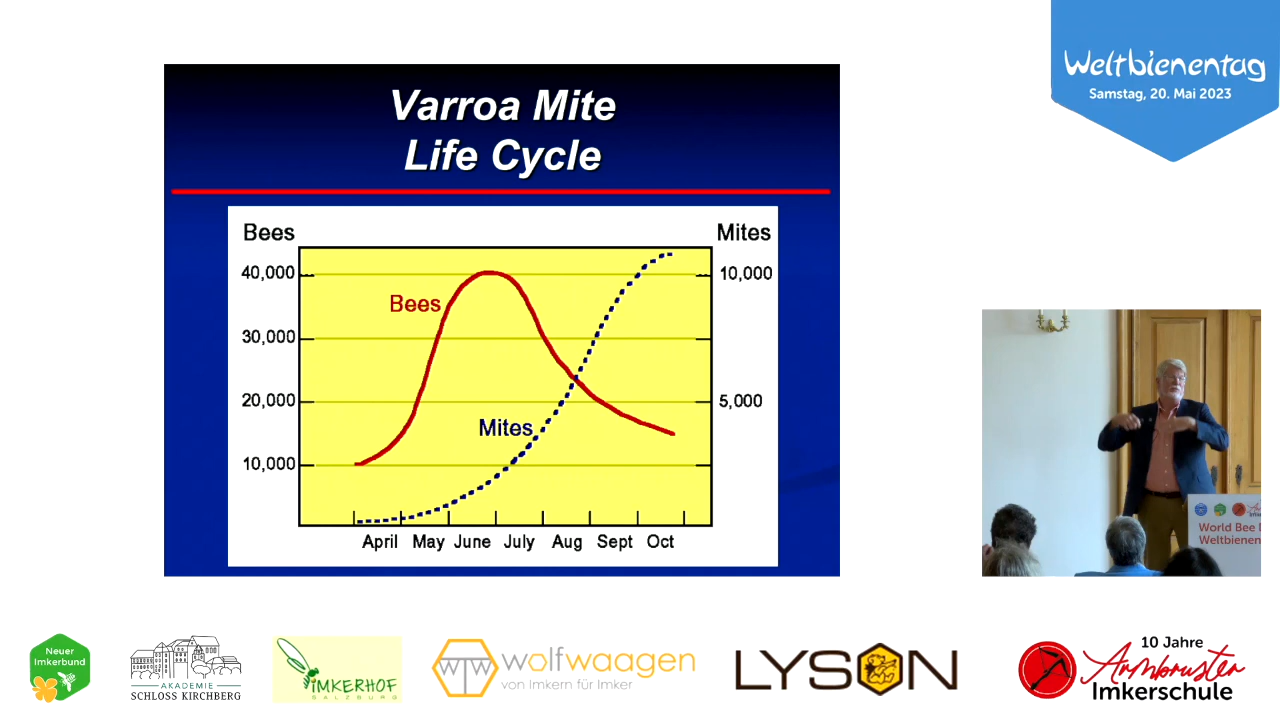 Weltbienentag
Samstag, 20. Mai 2023
Varroa Mite
Life Cycle
Bees
Mites
40,000
10,000
Bees
30,000
20,000
5,000
Mites
10,000
April May June July Aug Sept Oct
World Bee
Weltbienen
Neuer
Imkerbund
AKADEMIE
SCHLOSS KIRCHBERG
IMKERHOF
SALZBURG
WTW
wolfwaagen
von Imkern für Imker
LYSON
10 Jahre
Armbruster
Imkerschule